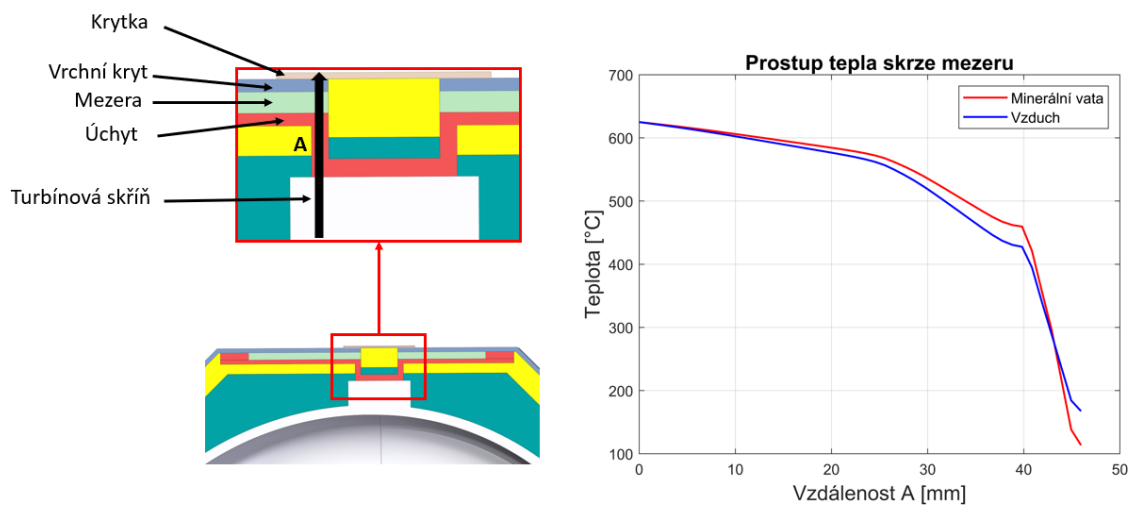 Krytka
Vrchní kryt
Mezera
Úchyt
Turbínová skříň
A
Prostup tepla skrze mezeru
Minerální vata
Vzduch
700
600
500
400
300
200
100
0
10
20
30
40
50
Teplota [°C]
Vzdálenost A [mm]